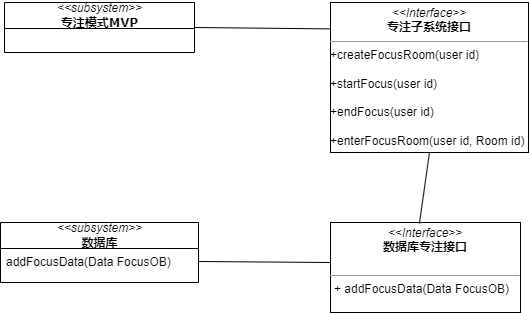 <<subsystem>>
专注模式MVP
<<Interface>>
专注子系统接口
+createFocusRoom(user id)
+startFocus(user id)
+endFocus(user id)
+enterFocusRoom(user id, Room id)
<<subsystem>>
数据库
addFocusData(Data FocusOB)
<<Interface>>
数据库专注接口
+ addFocusData(Data FocusOB)